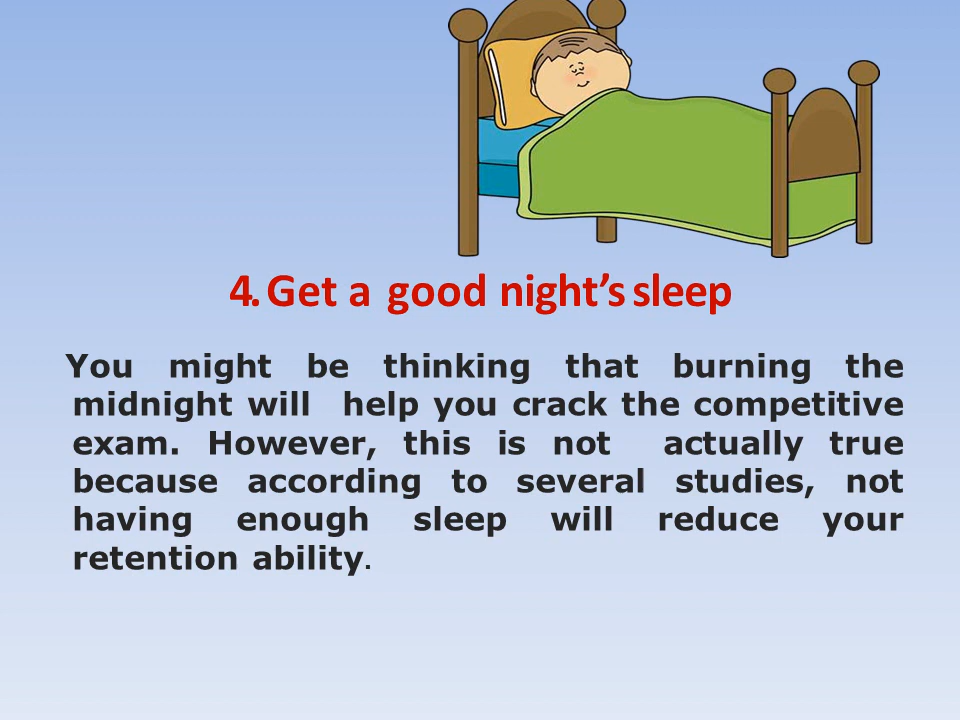 4. Get a good night’s sleep
You might be thinking that burning the
midnight will help you crack the competitive
exam. However, this is not actually true
because according to several studies, not
having enough sleep will reduce your
retention ability.